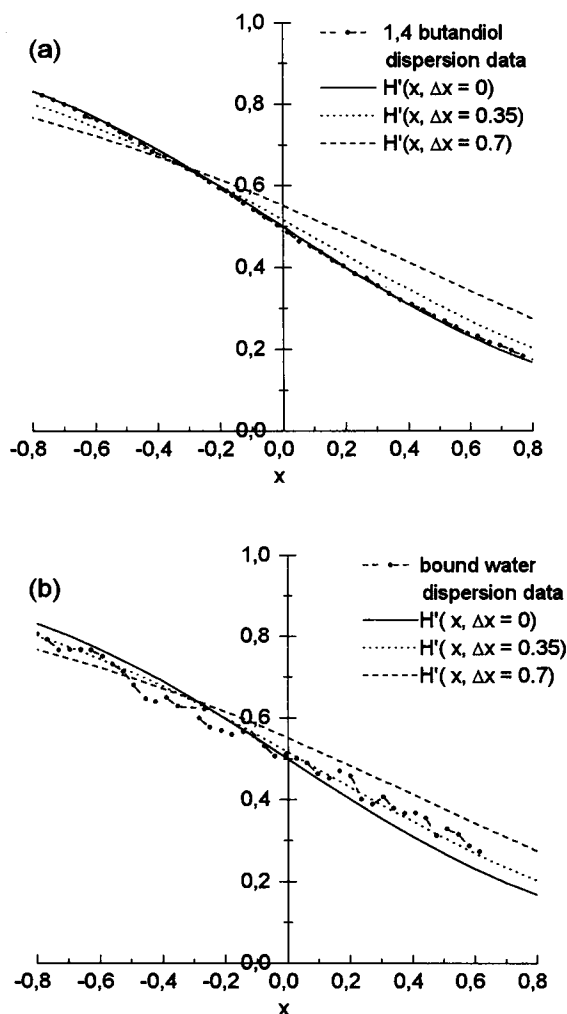 (a)
1,4 butandiol
dispersion data
H'(x, Δx = 0)
H'(x, Δx = 0.35)
H'(x, Δx = 0.7)
1,0
0,8
0,6
0,4
0,2
0,0
-0,8 -0,6 -0,4 -0,2 0,0 0,2 0,4 0,6 0,8
x
(b)
bound water
dispersion data
H'( x, Δx = 0)
H'( x, Δx = 0.35)
H'( x, Δx = 0.7)
1,0
0,8
0,6
0,4
0,2
0,0
-0,8 -0,6 -0,4 -0,2 0,0 0,2 0,4 0,6 0,8
x